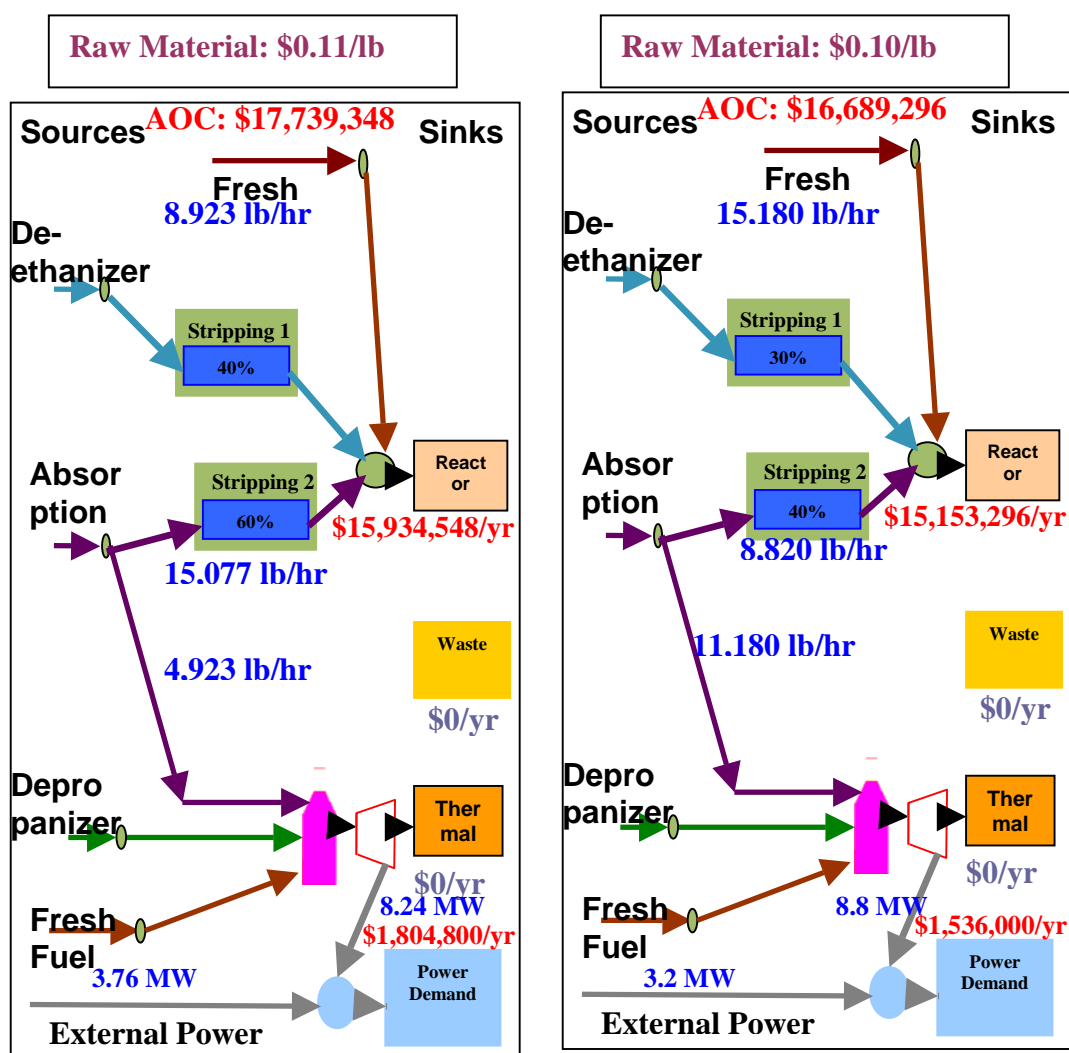 Raw Material: $0.11/lb
AOC: $17,739,348
Sources
Sinks
Fresh
8,923 lb/hr
De-
ethanizer
Stripping 1
40%
Absor
ption
Stripping 2
60%
React
or
$15,934,548/yr
15,077 lb/hr
Waste
4,923 lb/hr
$0/yr
Depro
panizer
Ther
mal
$0/yr
8.24 MW
$1,804,800/yr
Fresh
Fuel
3.76 MW
Power
Demand
External Power
Raw Material: $0.10/lb
AOC: $16,689,296
Sources
Sinks
Fresh
15,180 lb/hr
De-
ethanizer
Stripping 1
30%
Absor
ption
Stripping 2
40%
React
or
$15,153,296/yr
8,820 lb/hr
Waste
11,180 lb/hr
$0/yr
Depro
panizer
Ther
mal
$0/yr
8.8 MW
$1,536,000/yr
Fresh
Fuel
3.2 MW
Power
Demand
External Power